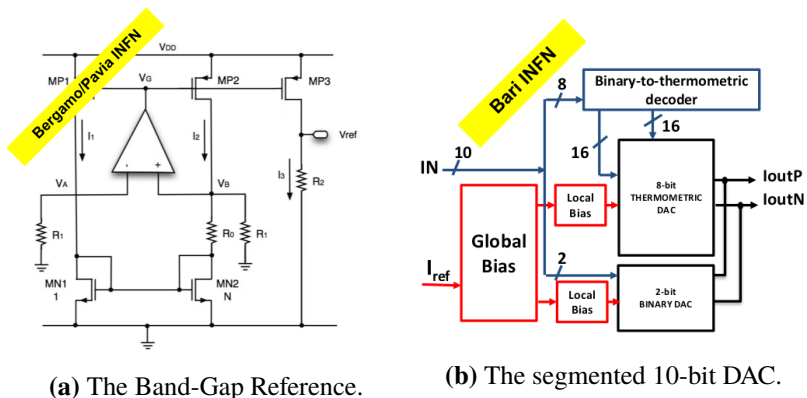 Bergamo/Pavia INFN
VDD
MP1
VG
MP2
MP3
I1
I2
Vref
I3
R2
-
+
VA
VB
R1
R0
R1
MN1
1
MN2
N
(a) The Band-Gap Reference.
Bari INFN
8
Binary-to-thermometric
decoder
16
16
10
IN
8-bit
THERMOMETRIC
DAC
IoutP
IoutN
Local
Bias
Global
Bias
Iref
2
Local
Bias
2-bit
BINARY DAC
(b) The segmented 10-bit DAC.